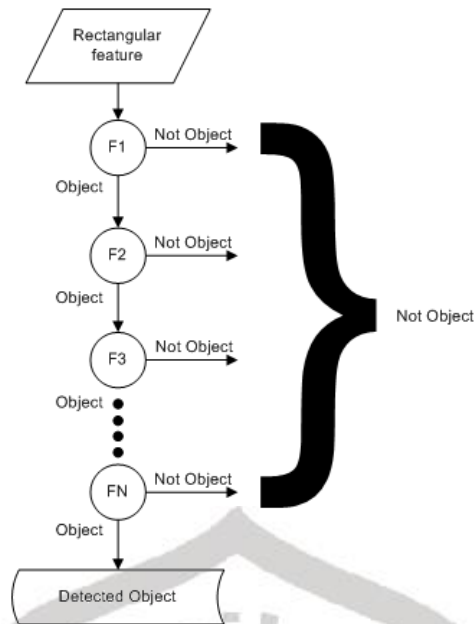 Rectangular
feature
F1
Not Object
Object
F2
Not Object
Object
F3
Not Object
Object
FN
Not Object
Object
Detected Object
Not Object